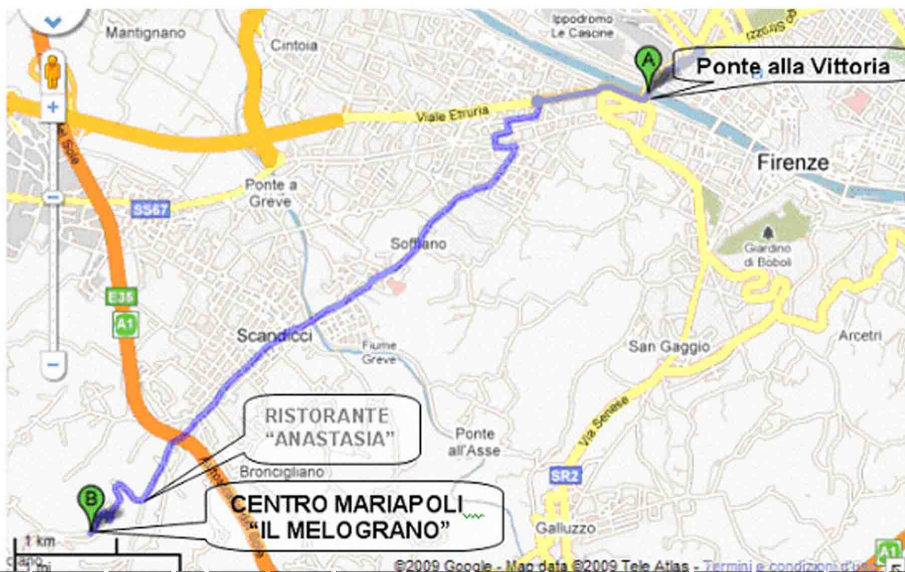 Mantignano
Cintoia
Ippodromo
Le Cascine
A
Ponte alla Vittoria
Viale Etruria
Firenze
Ponte a
Greve
SS67
Soffiano
Giardino
di Boboli
E35
A1
Scandicci
Fiume
Greve
San Gaggio
Arcetri
RISTORANTE
“ANASTASIA”
Via Senese
Ponte
all'Asse
Broncigliano
SR2
B
CENTRO MARIAPOLI
“IL MELOGRANO”
Galluzzo
1 km
A1
©2009 Google - Map data ©2009 Tele Atlas - Termini e condizioni d'uso